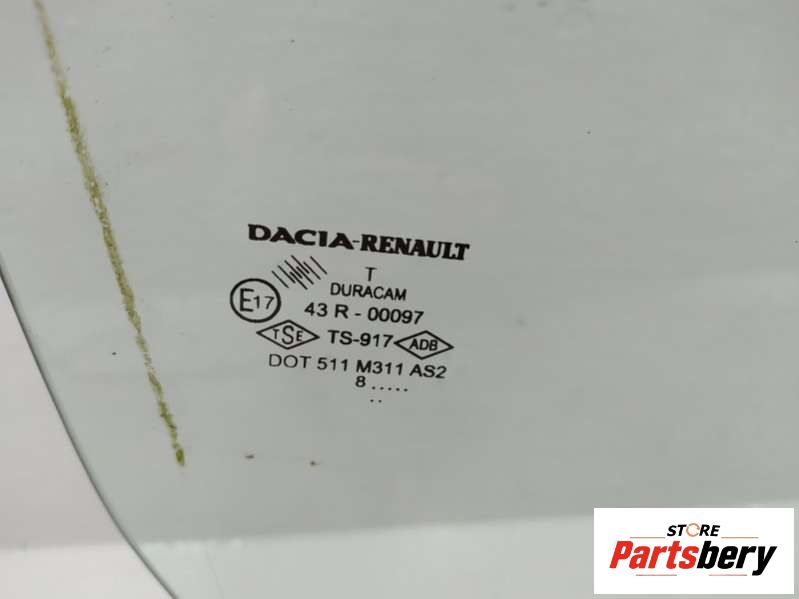 DACIA-RENAULT
T
DURACAM
E17
43 R - 00097
TSE
TS-917
ADB
DOT 511 M311 AS2
8 .....
..
STORE
Partsbery